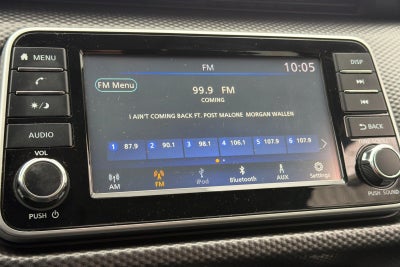 MENU
AUDIO
VOL
PUSH
FM
10:05
FM Menu
99.9 FM
COMING
I AIN'T COMING BACK FT. POST MALONE MORGAN WALLEN
1 87.9 2 90.1 3 98.1 4 106.1 5 107.9 6 107.9
AM FM iPod Bluetooth AUX Settings
DISP
BACK
PUSH SOUND